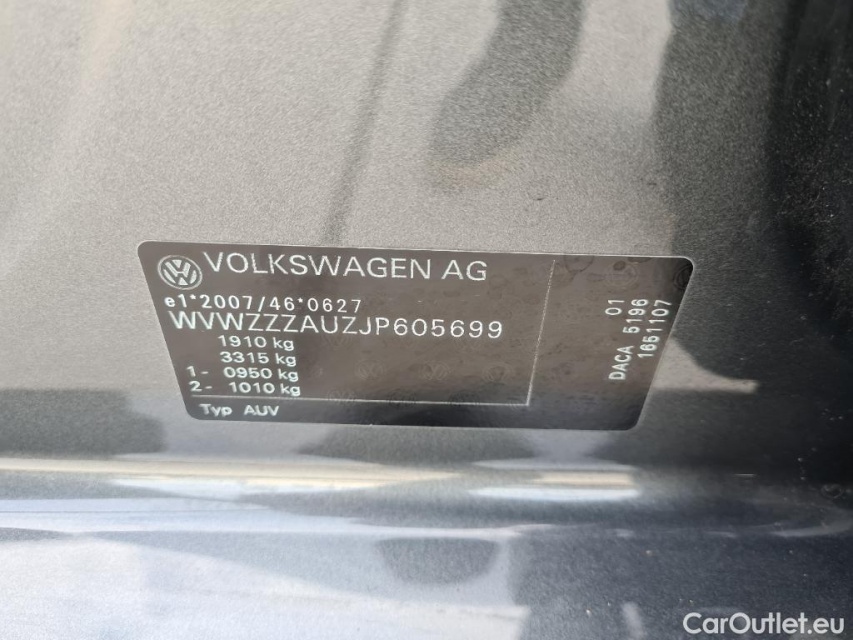 VOLKSWAGEN AG
e1*2007/46*0627
WVWZZZAUZJP605699
1910 kg
3315 kg
1- 0950 kg
2- 1010 kg
Typ AUV
01
DACA 5196
1651107
CarOutlet.eu